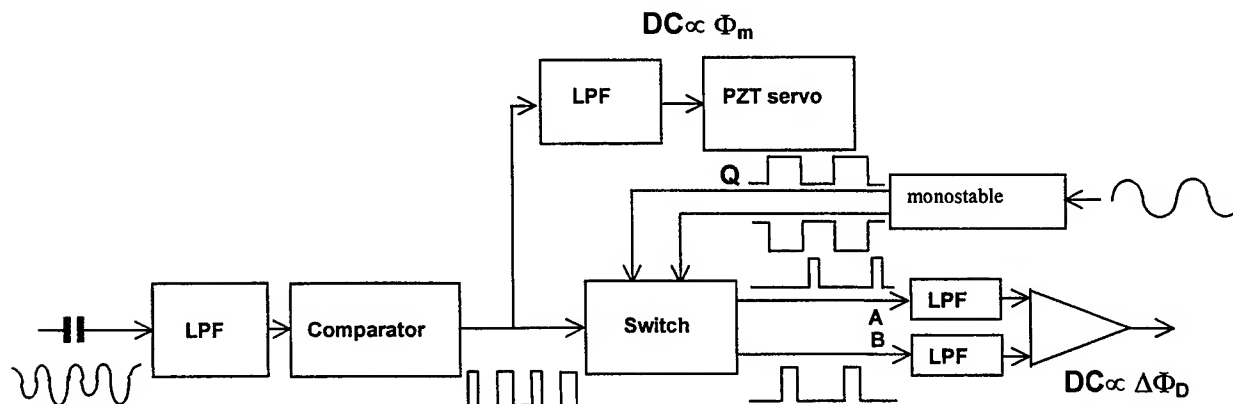 DC∝ Φm
LPF
PZT servo
Q
monostable
LPF
Comparator
Switch
A
B
LPF
LPF
DC∝ ΔΦD